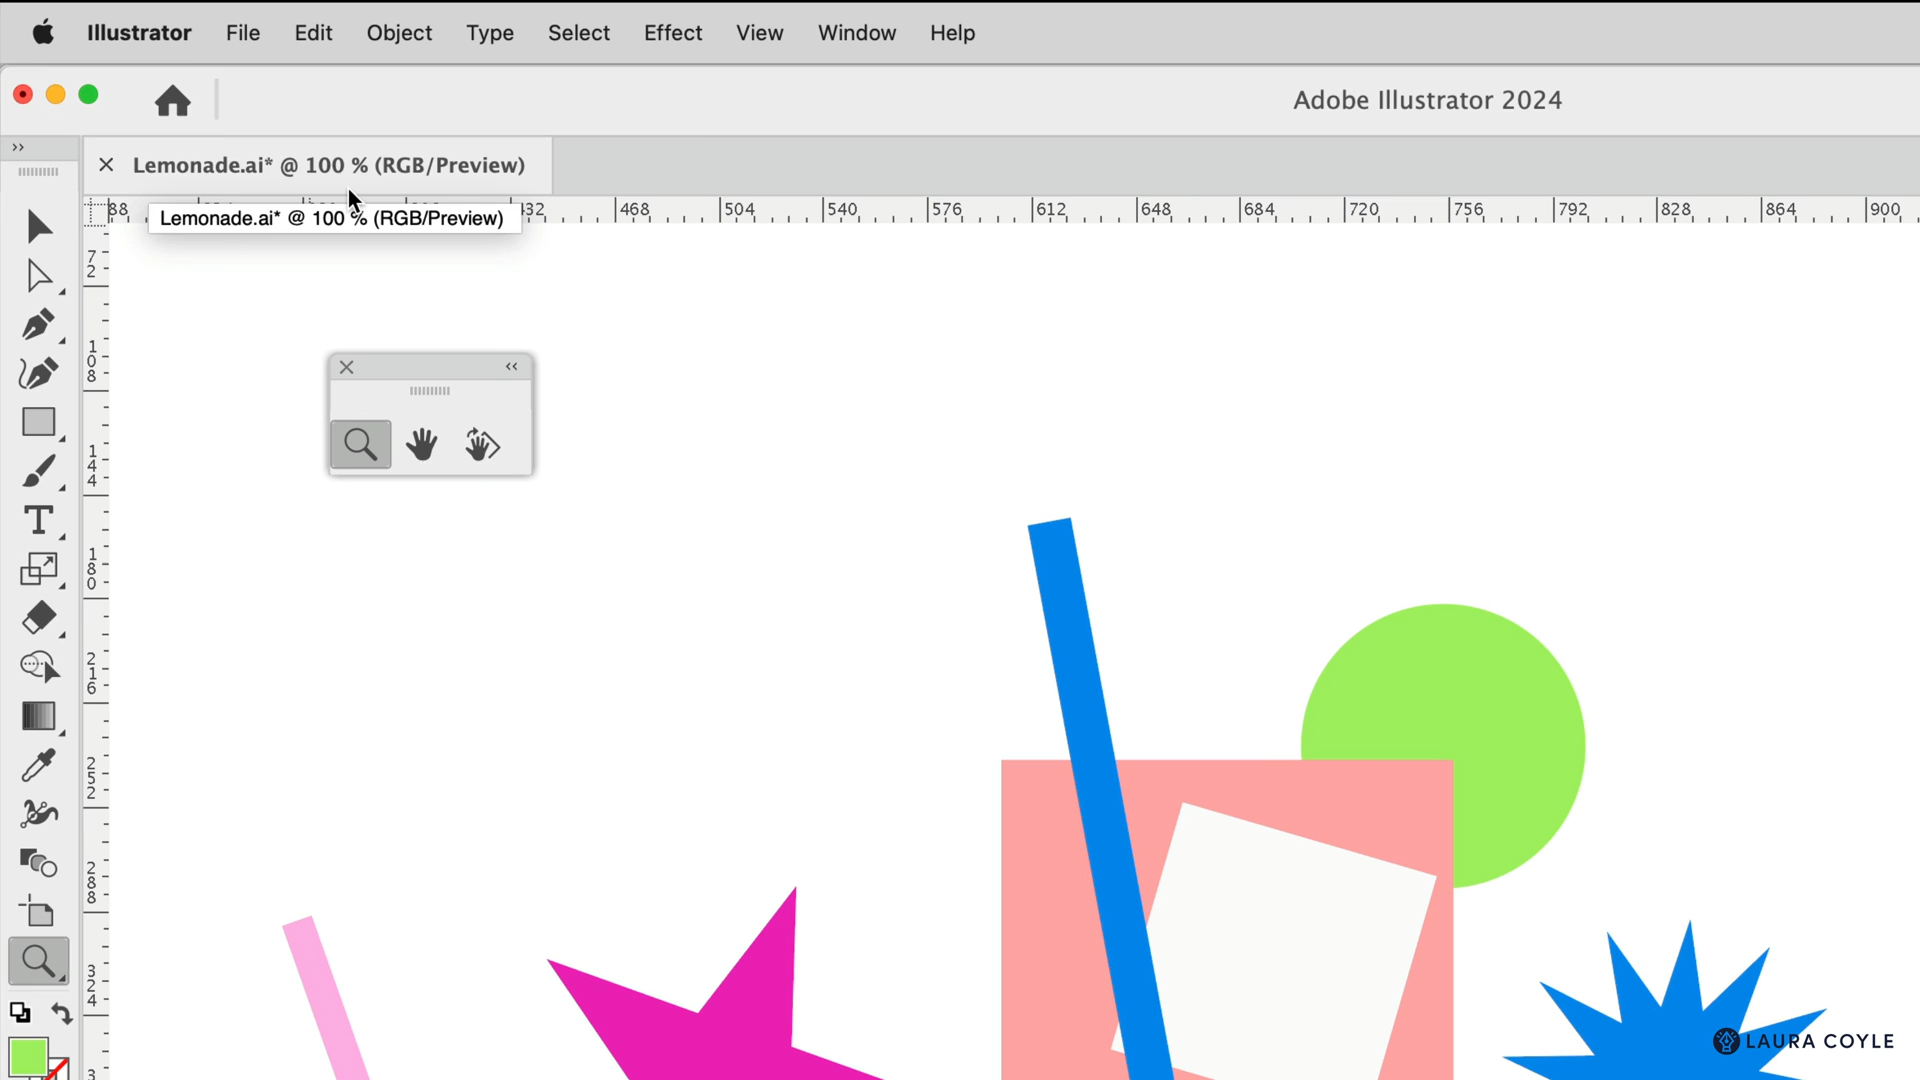 Illustrator File Edit Object Type Select Effect View Window Help
Adobe Illustrator 2024
Lemonade.ai* @ 100 % (RGB/Preview)
88 432 468 504 540 576 612 648 684 720 756 792 828 864 900
Lemonade.ai* @ 100 % (RGB/Preview)
72
108
144
180
216
252
288
324
3
LAURA COYLE